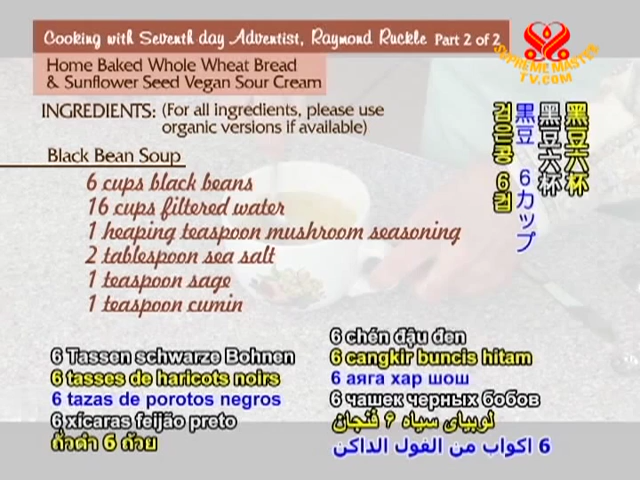 Cooking with Seventh day Adventist, Raymond Ruckle Part 2 of 2
SUPREME MASTER
TV.COM
Home Baked Whole Wheat Bread
& Sunflower Seed Vegan Sour Cream
INGREDIENTS: (For all ingredients, please use
organic versions if available)
Black Bean Soup
6 cups black beans
16 cups filtered water
1 heaping teaspoon mushroom seasoning
2 tablespoon sea salt
1 teaspoon sage
1 teaspoon cumin
黑豆六杯
黑豆六杯
黒豆 6カップ
검은콩 6컵
6 Tassen schwarze Bohnen
6 tasses de haricots noirs
6 tazas de porotos negros
6 xícaras feijão preto
ถั่วดำ 6 ถ้วย
6 chén đậu đen
6 cangkir buncis hitam
6 аяга хар шош
6 чашек черных бобов
لوبیای سیاه ۶ فنجان
6 اكواب من الفول الداكن